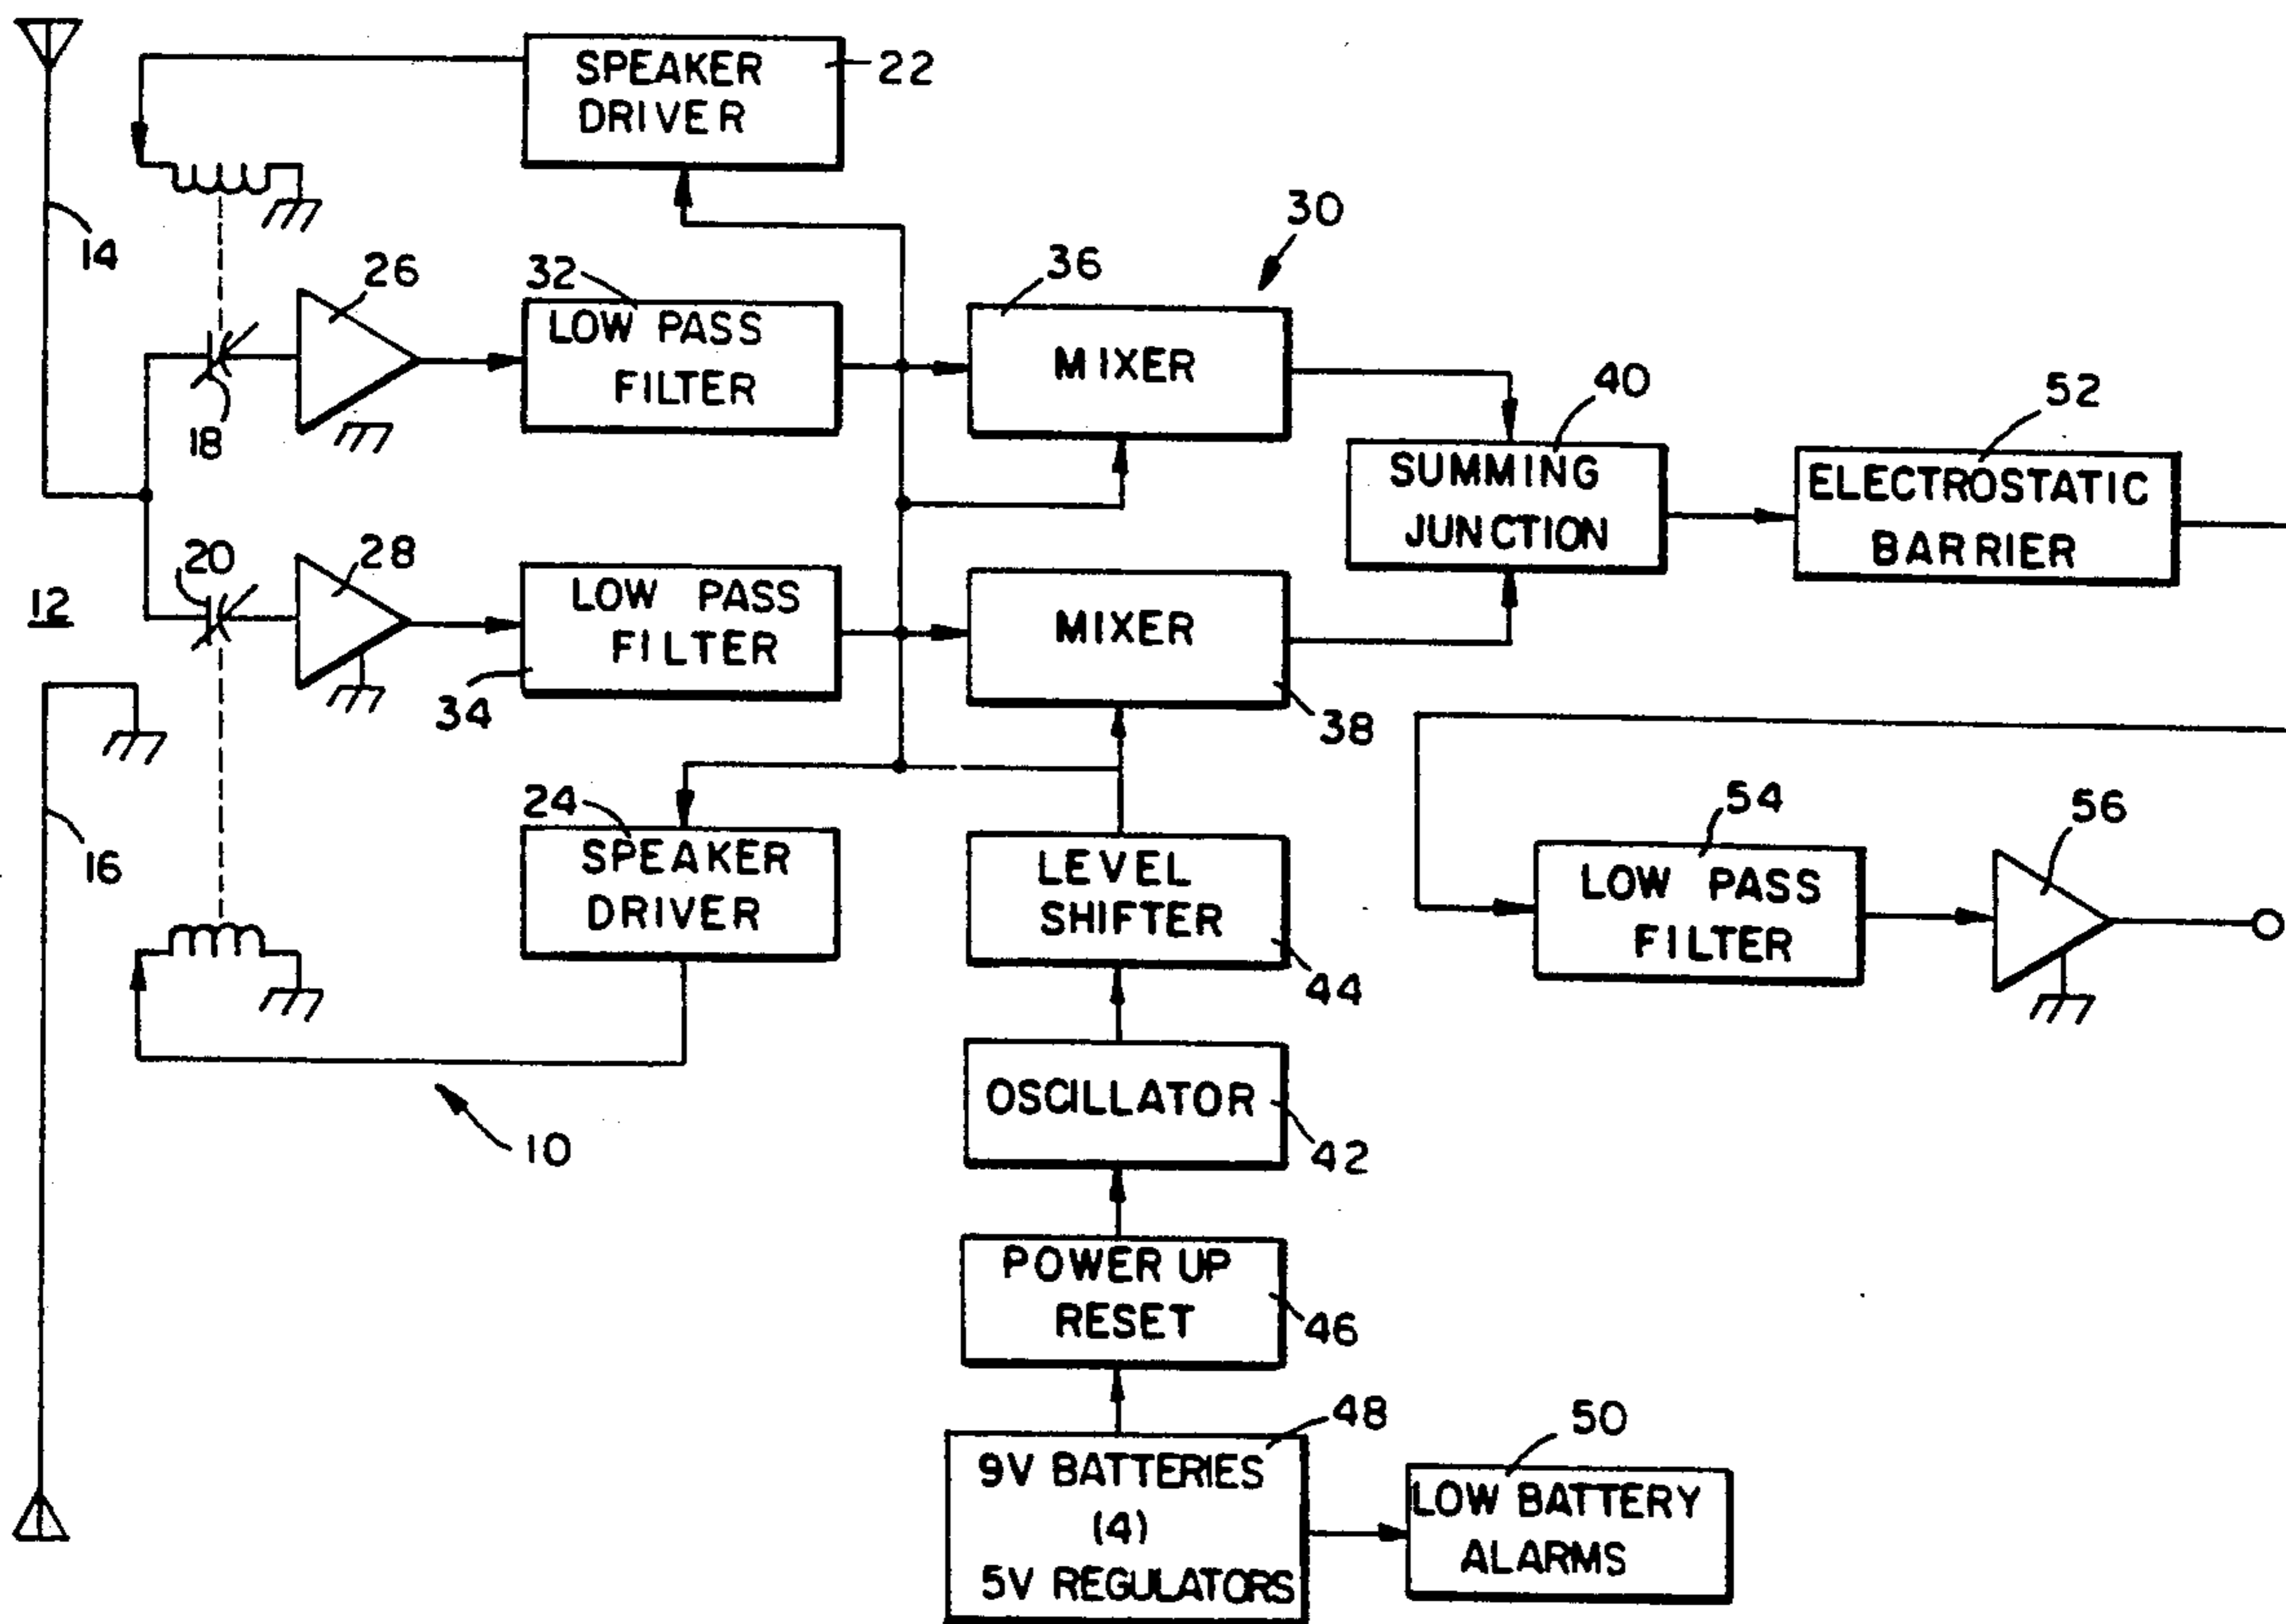 SPEAKER
DRIVER
22
14
30
26
32
LOW PASS
FILTER
36
MIXER
18
40
SUMMING
JUNCTION
52
ELECTROSTATIC
BARRIER
12
20
28
LOW PASS
FILTER
34
MIXER
38
16
24
SPEAKER
DRIVER
LEVEL
SHIFTER
44
54
LOW PASS
FILTER
56
10
OSCILLATOR
42
POWER UP
RESET
46
9V BATTERIES
(4)
5V REGULATORS
48
50
LOW BATTERY
ALARMS